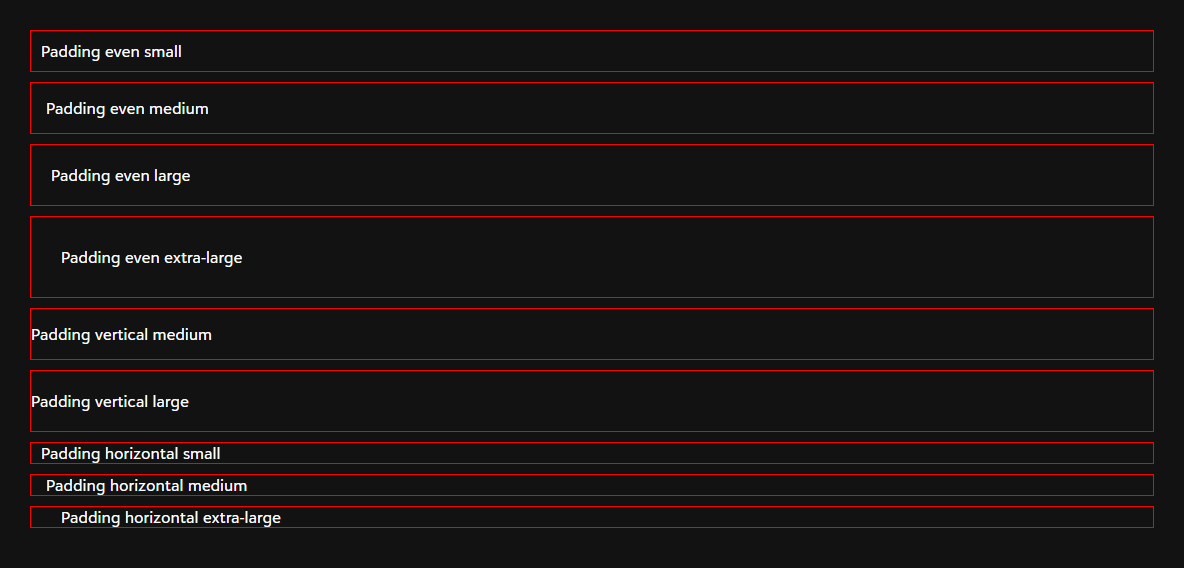 Padding even small
Padding even medium
Padding even large
Padding even extra-large
Padding vertical medium
Padding vertical large
Padding horizontal small
Padding horizontal medium
Padding horizontal extra-large